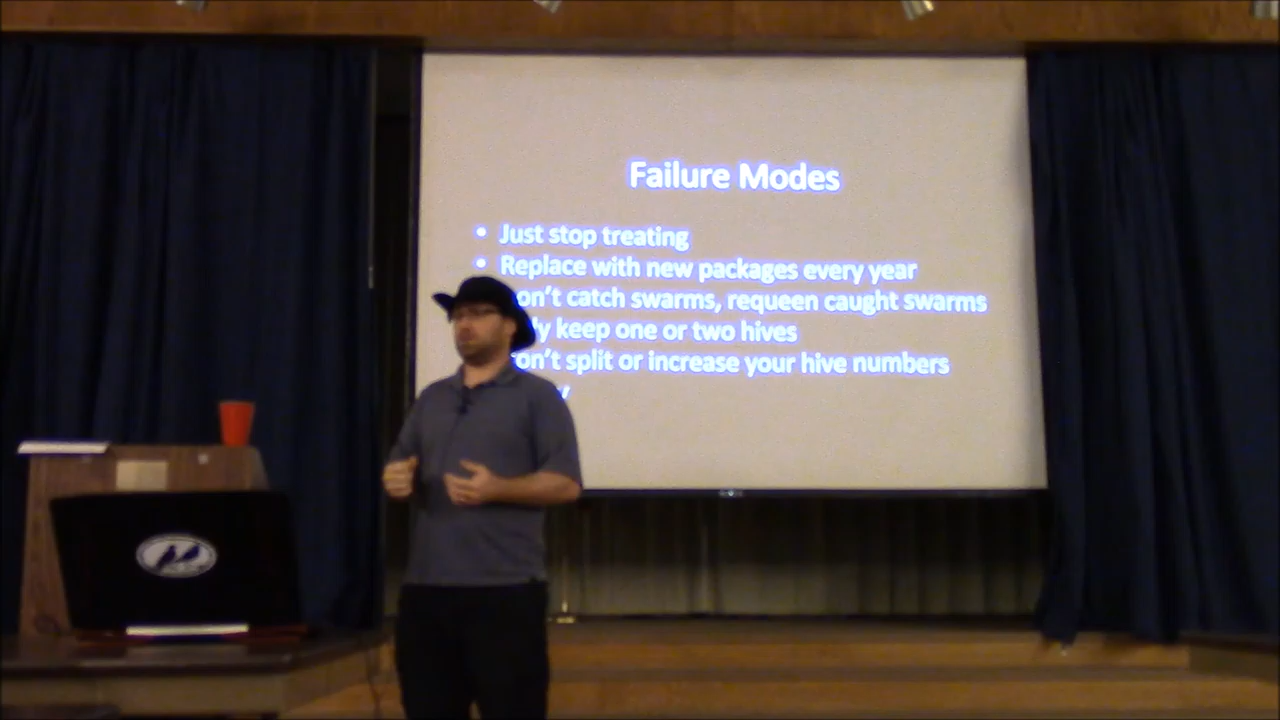 Failure Modes
• Just stop treating
• Replace with new packages every year
on't catch swarms, requeen caught swarms
y keep one or two hives
on't split or increase your hive numbers